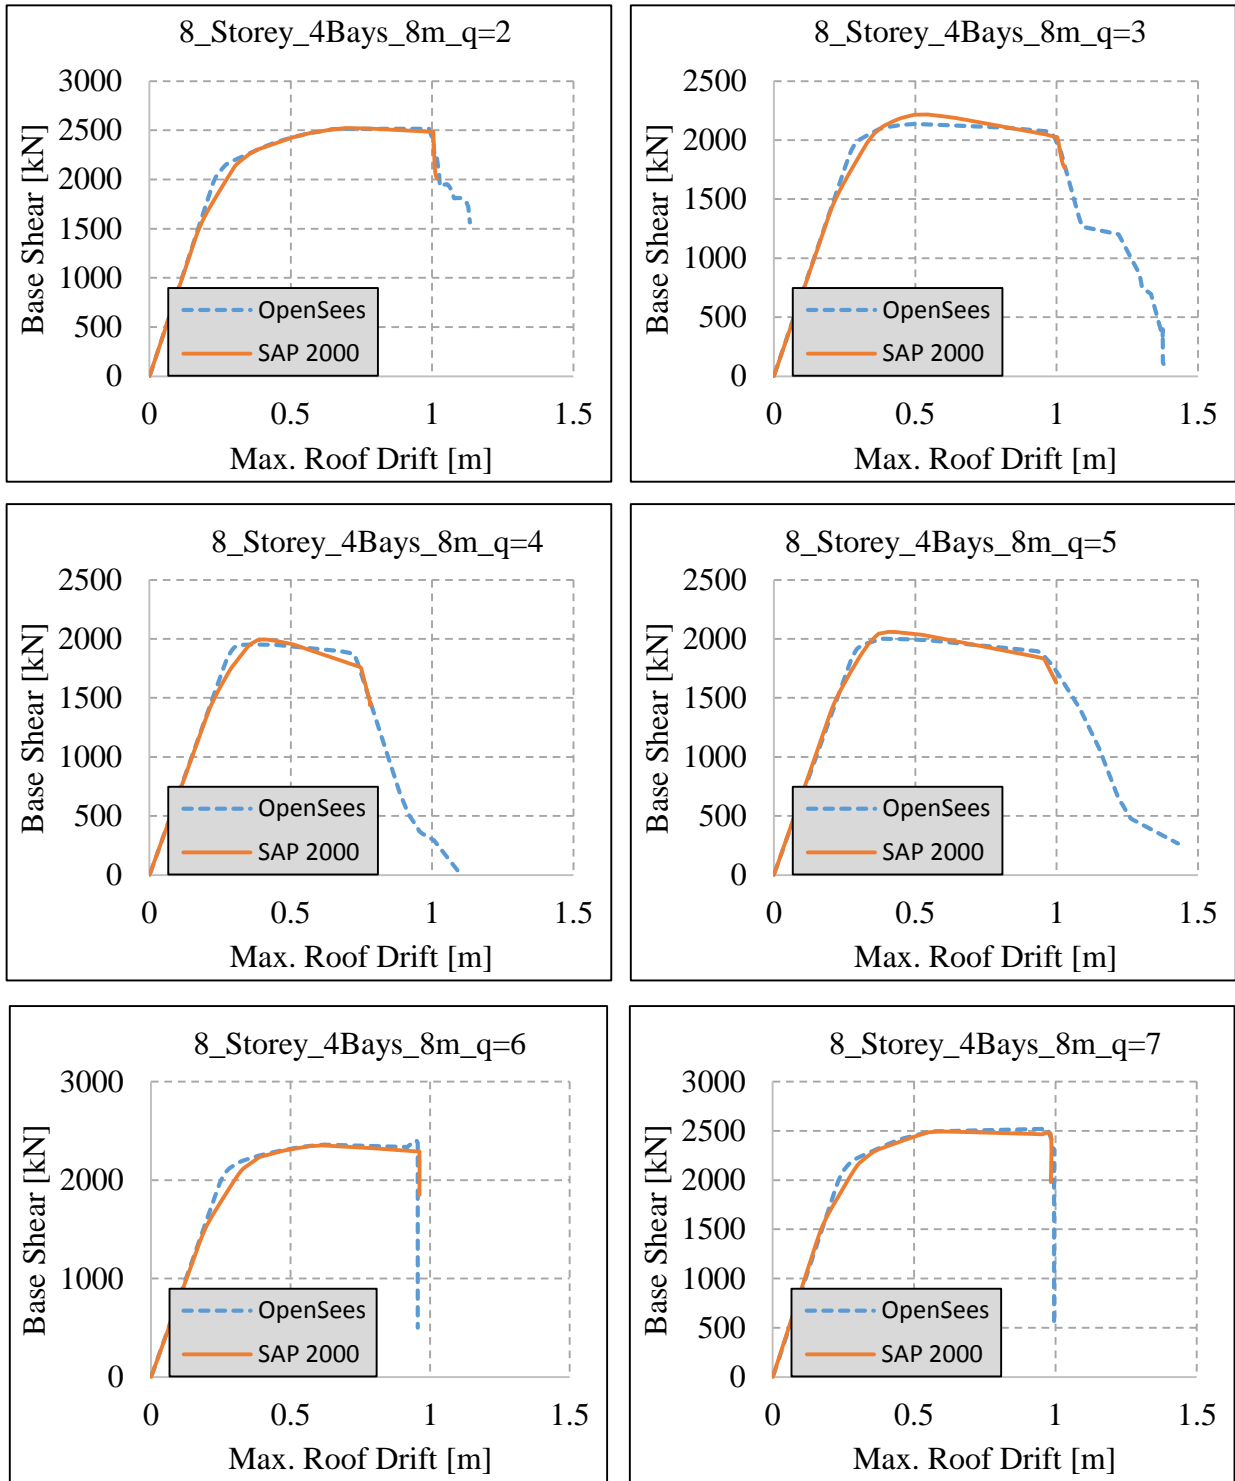 8_Storey_4Bays_8m_q=2
3000
2500
2000
1500
1000
500
0
Base Shear [kN]
OpenSees
SAP 2000
0 0.5 1 1.5
Max. Roof Drift [m]
8_Storey_4Bays_8m_q=3
2500
2000
1500
1000
500
0
Base Shear [kN]
OpenSees
SAP 2000
0 0.5 1 1.5
Max. Roof Drift [m]
8_Storey_4Bays_8m_q=4
2500
2000
1500
1000
500
0
Base Shear [kN]
OpenSees
SAP 2000
0 0.5 1 1.5
Max. Roof Drift [m]
8_Storey_4Bays_8m_q=5
2500
2000
1500
1000
500
0
Base Shear [kN]
OpenSees
SAP 2000
0 0.5 1 1.5
Max. Roof Drift [m]
8_Storey_4Bays_8m_q=6
3000
2000
1000
0
Base Shear [kN]
OpenSees
SAP 2000
0 0.5 1 1.5
Max. Roof Drift [m]
8_Storey_4Bays_8m_q=7
3000
2500
2000
1500
1000
500
0
Base Shear [kN]
OpenSees
SAP 2000
0 0.5 1 1.5
Max. Roof Drift [m]